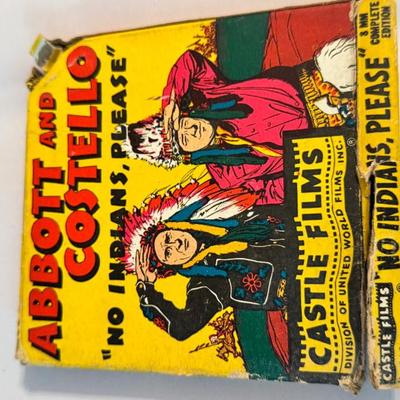 ABBOTT AND
COSTELLO
"NO INDIANS, PLEASE"
CASTLE FILMS
DIVISION OF UNITED WORLD FILMS INC.
CASTLE FILMS
"NO INDIANS, PLEASE"
8 MM
COMPLETE
EDITION